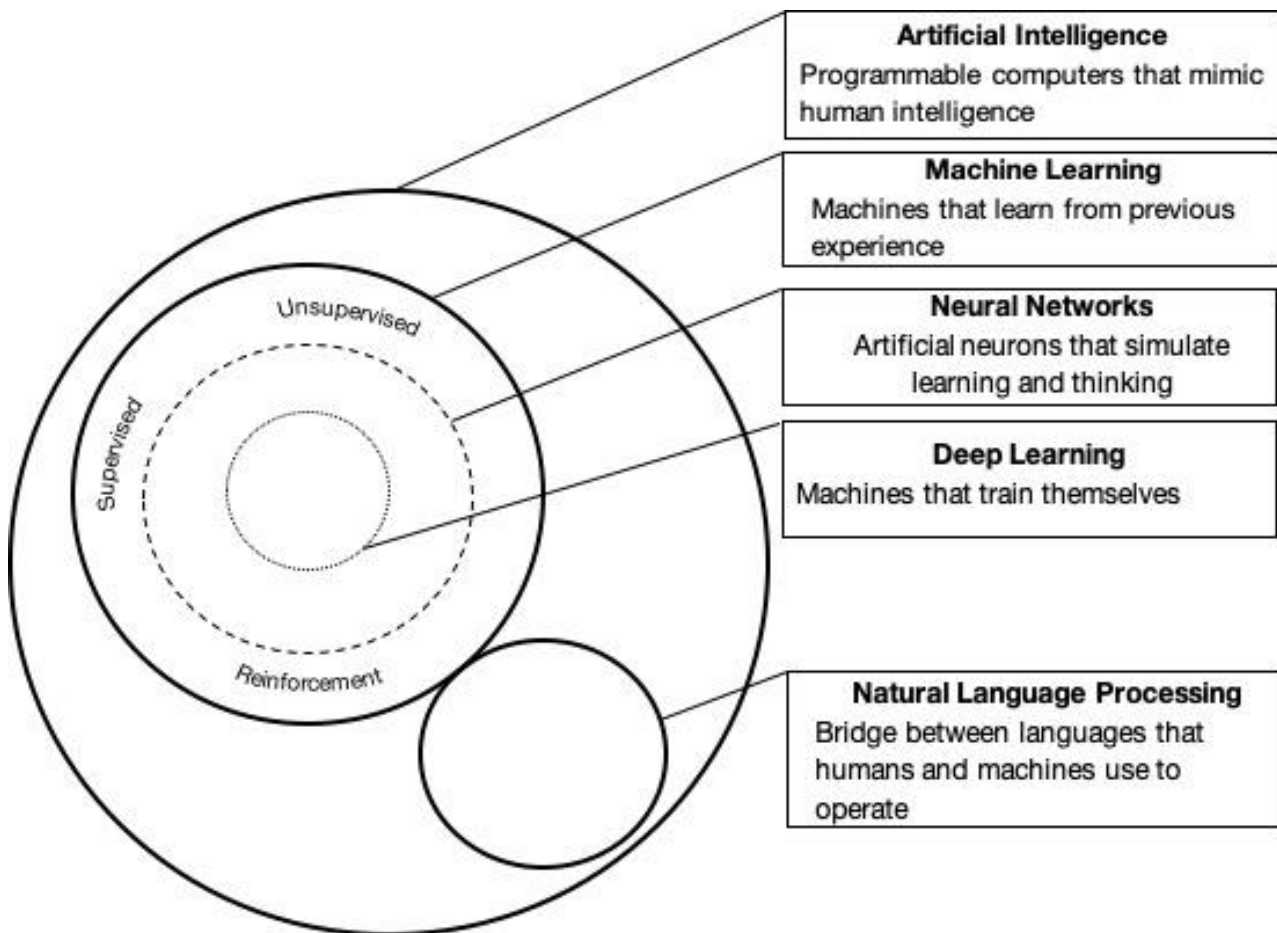 Artificial Intelligence
Programmable computers that mimic
human intelligence
Machine Learning
Machines that learn from previous
experience
Unsupervised
Supervised
Reinforcement
Neural Networks
Artificial neurons that simulate
learning and thinking
Deep Learning
Machines that train themselves
Natural Language Processing
Bridge between languages that
humans and machines use to
operate